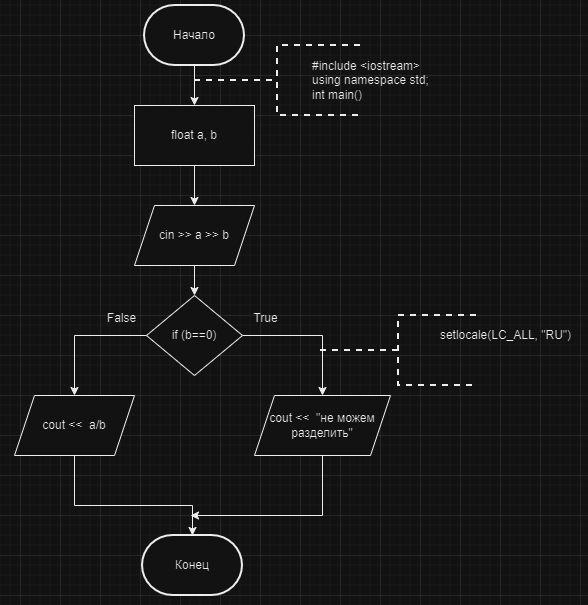 Начало
#include <iostream>
using namespace std;
int main()
float a, b
cin >> a >> b
False
True
if (b==0)
setlocale(LC_ALL, "RU")
cout << a/b
cout << "не можем
разделить"
Конец